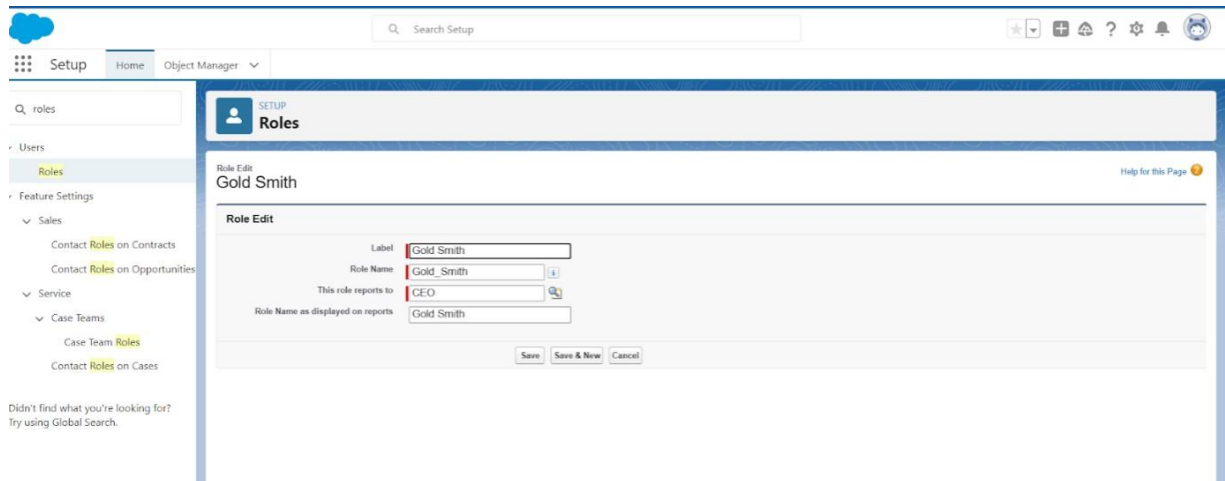 Search Setup
Setup Home Object Manager
roles
Users
Roles
Feature Settings
Sales
Contact Roles on Contracts
Contact Roles on Opportunities
Service
Case Teams
Case Team Roles
Contact Roles on Cases
Didn't find what you're looking for?
Try using Global Search.
SETUP
Roles
Role Edit
Gold Smith
Help for this Page
Role Edit
Label Gold Smith
Role Name Gold_Smith
This role reports to CEO
Role Name as displayed on reports Gold Smith
Save Save & New Cancel